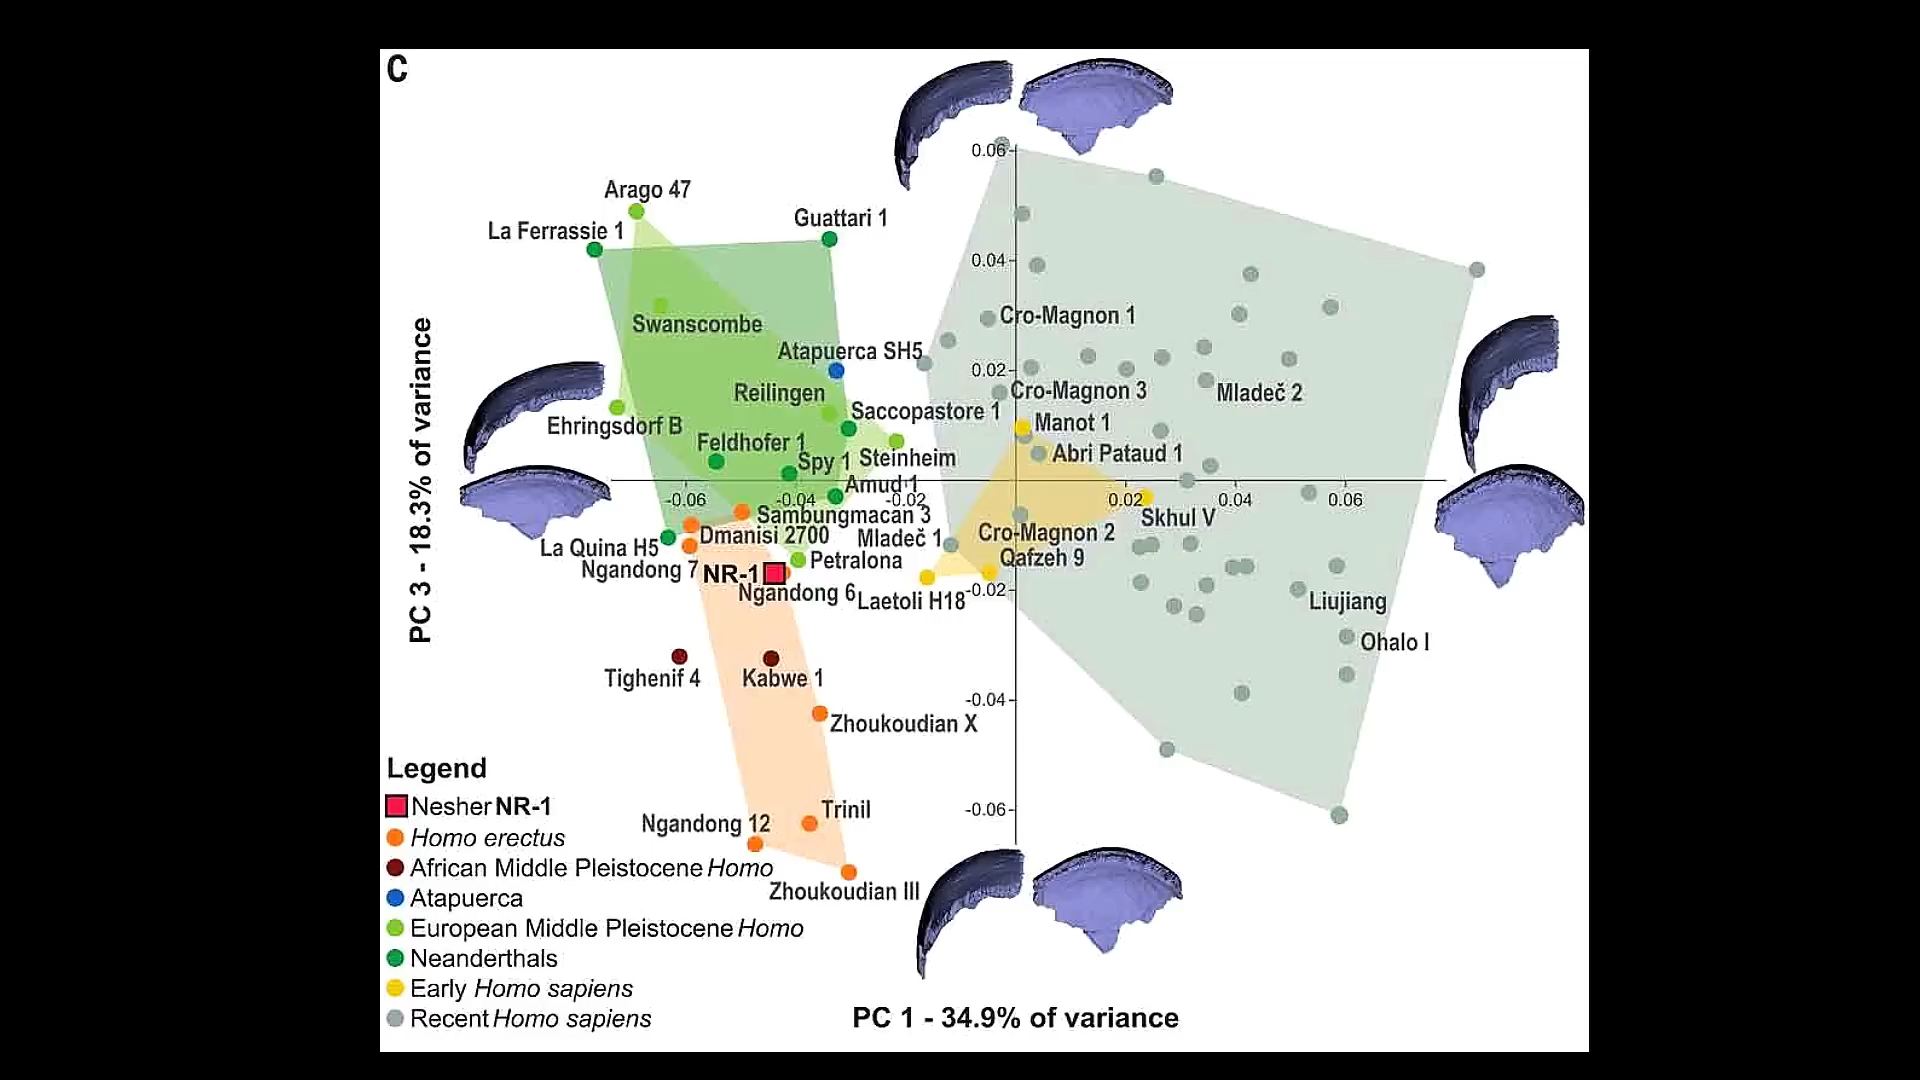 C
0.06
Arago 47
Guattari 1
La Ferrassie 1
0.04
Cro-Magnon 1
Swanscombe
Atapuerca SH5
0.02
Reilingen
Cro-Magnon 3
Mladeč 2
Saccopastore 1
Manot 1
Ehringsdorf B
Feldhofer 1
Abri Pataud 1
Spy 1
Steinheim
Amud 1
-0.06
-0.04
-0.02
0.02
0.04
0.06
Sambungmacan 3
Skhul V
Dmanisi 2700
Mladeč 1
Cro-Magnon 2
La Quina H5
Petralona
Qafzeh 9
Ngandong 7
NR-1
Ngandong 6
Laetoli H18
-0.02
Liujiang
Ohalo I
Tighenif 4
Kabwe 1
-0.04
Zhoukoudian X
Trinil
-0.06
Ngandong 12
Zhoukoudian III
PC 3 - 18.3% of variance
PC 1 - 34.9% of variance
Legend
Nesher NR-1
Homo erectus
African Middle Pleistocene Homo
Atapuerca
European Middle Pleistocene Homo
Neanderthals
Early Homo sapiens
Recent Homo sapiens